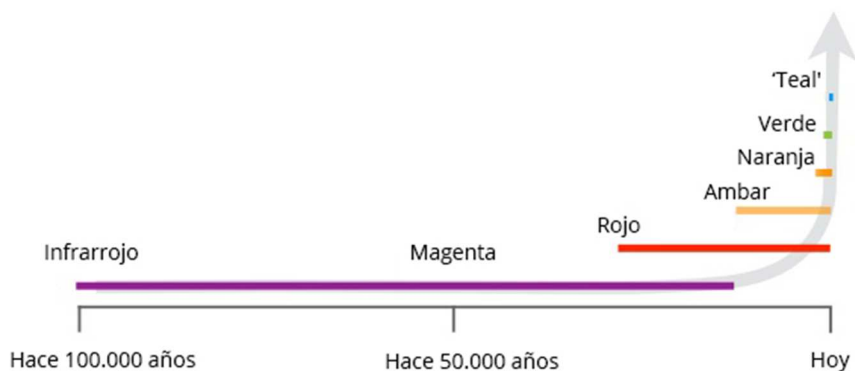 ‘Teal'
Verde
Naranja
Ambar
Rojo
Infrarrojo
Magenta
Hace 100.000 años
Hace 50.000 años
Hoy